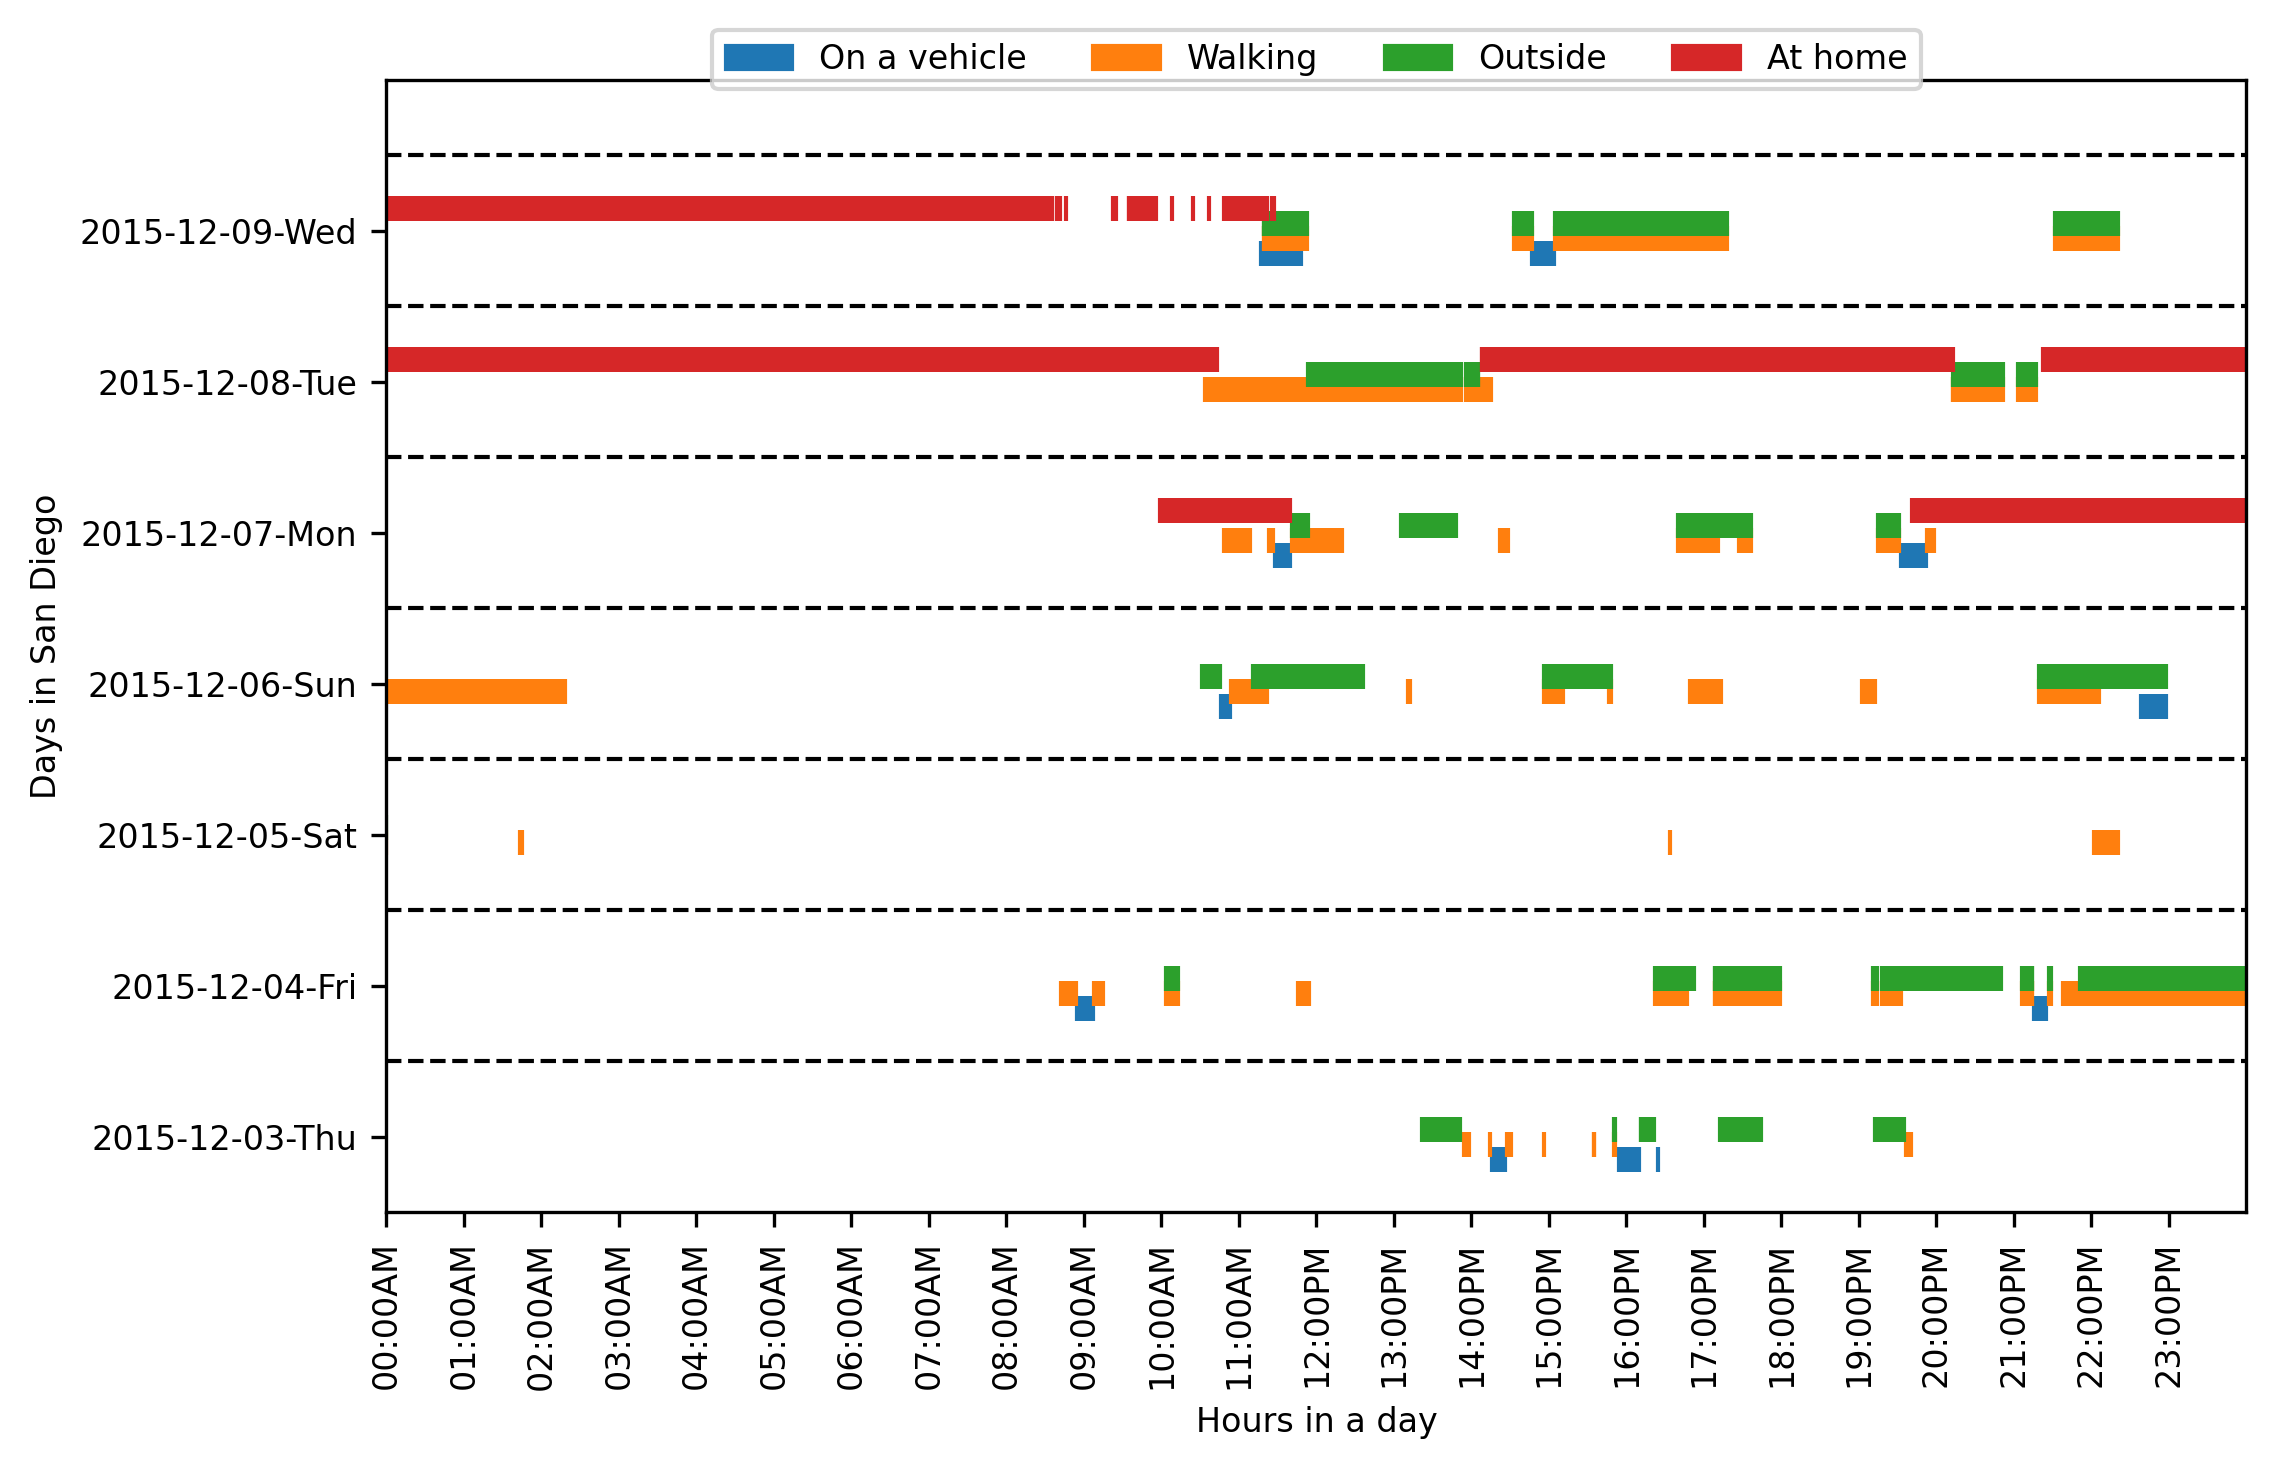 On a vehicle Walking Outside At home
2015-12-09-Wed
2015-12-08-Tue
2015-12-07-Mon
2015-12-06-Sun
2015-12-05-Sat
2015-12-04-Fri
2015-12-03-Thu
Days in San Diego
00:00AM
01:00AM
02:00AM
03:00AM
04:00AM
05:00AM
06:00AM
07:00AM
08:00AM
09:00AM
10:00AM
11:00AM
12:00PM
13:00PM
14:00PM
15:00PM
16:00PM
17:00PM
18:00PM
19:00PM
20:00PM
21:00PM
22:00PM
23:00PM
Hours in a day